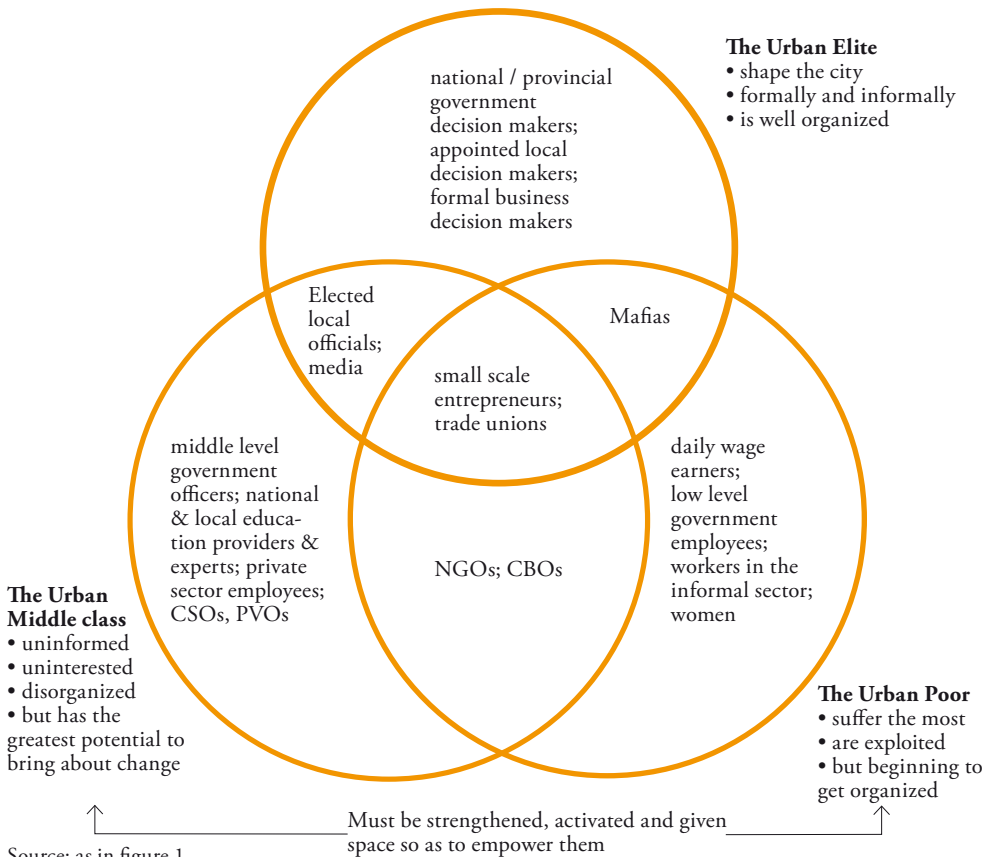 The Urban Elite
• shape the city
• formally and informally
• is well organized
national / provincial
government
decision makers;
appointed local
decision makers;
formal business
decision makers
Elected
local
officials;
media
Mafias
small scale
entrepreneurs;
trade unions
middle level
government
officers; national
& local educa-
tion providers &
experts; private
sector employees;
CSOs, PVOs
daily wage
earners;
low level
government
employees;
workers in the
informal sector;
women
NGOs; CBOs
The Urban
Middle class
• uninformed
• uninterested
• disorganized
• but has the
greatest potential to
bring about change
The Urban Poor
• suffer the most
• are exploited
• but beginning to
get organized
Must be strengthened, activated and given
space so as to empower them
Source: as in figure 1